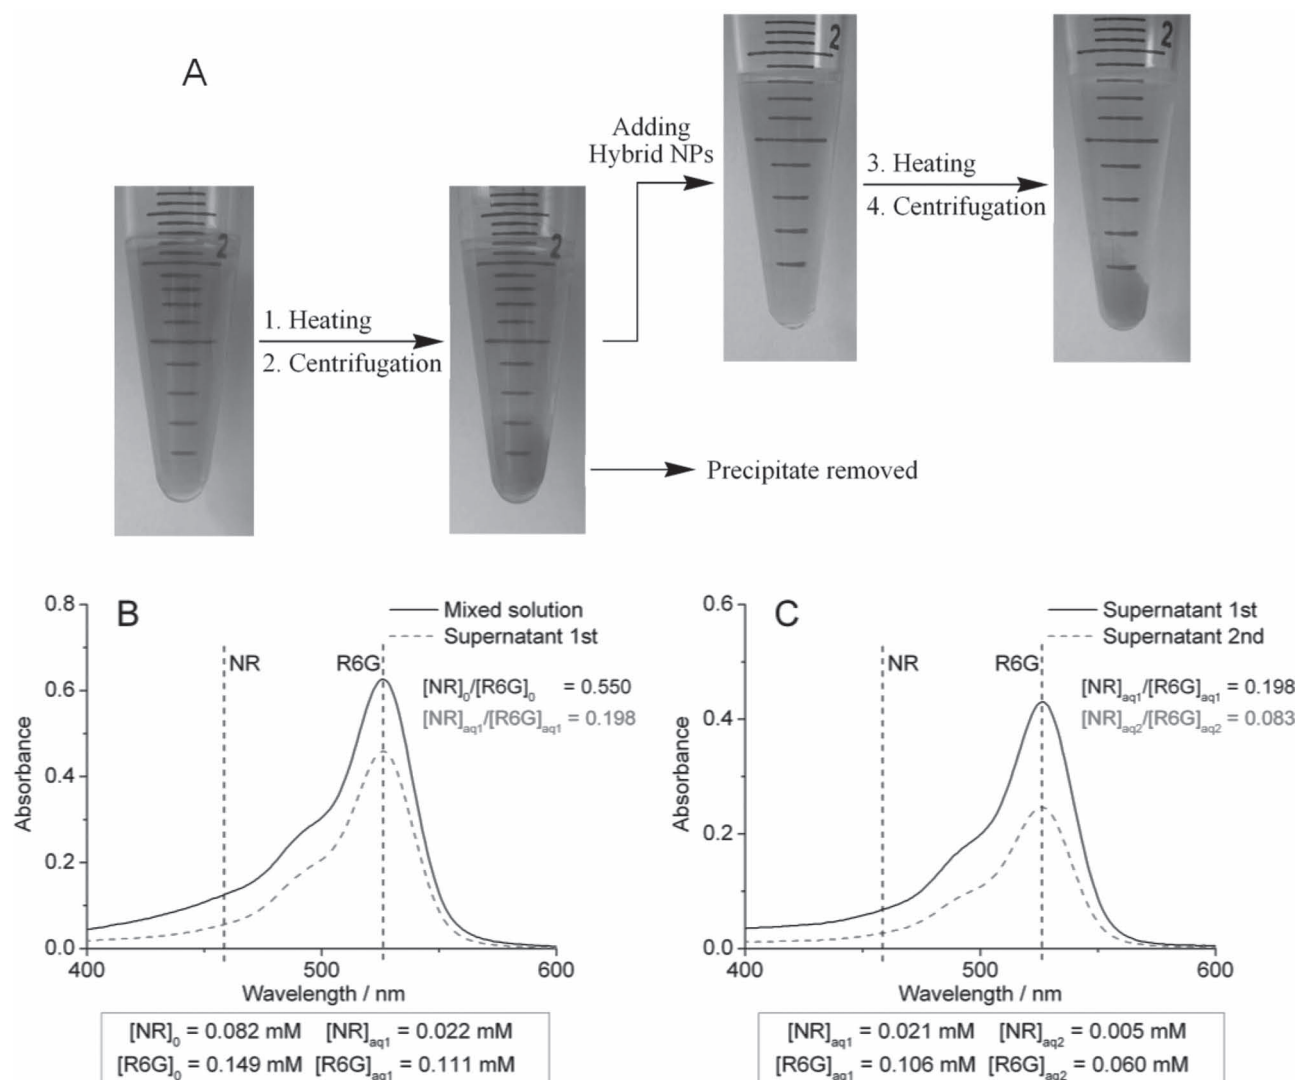 A
2
2
2
2
Adding
Hybrid NPs
1. Heating
2. Centrifugation
3. Heating
4. Centrifugation
Precipitate removed
B
Mixed solution
Supernatant 1st
NR
R6G
[NR]0/[R6G]0 = 0.550
[NR]aq1/[R6G]aq1 = 0.198
0.8
0.6
0.4
0.2
0.0
Absorbance
400
500
600
Wavelength / nm
[NR]0 = 0.082 mM [NR]aq1 = 0.022 mM
[R6G]0 = 0.149 mM [R6G]aq1 = 0.111 mM
C
Supernatant 1st
Supernatant 2nd
NR
R6G
[NR]aq1/[R6G]aq1 = 0.198
[NR]aq2/[R6G]aq2 = 0.083
0.6
0.4
0.2
0.0
Absorbance
400
500
600
Wavelength / nm
[NR]aq1 = 0.021 mM [NR]aq2 = 0.005 mM
[R6G]aq1 = 0.106 mM [R6G]aq2 = 0.060 mM